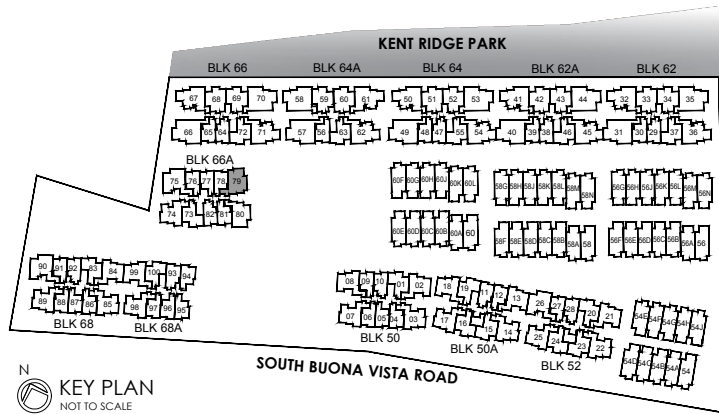 KENT RIDGE PARK
BLK 66 BLK 64A BLK 64 BLK 62A BLK 62
67 68 69 70 58 59 60 61 50 51 52 53 41 42 43 44 32 33 34 35
66 65 64 72 71 57 56 63 62 49 48 47 55 54 40 39 38 46 45 31 30 29 37 36
BLK 66A
75 76 77 78 79
60F 60G 60H 60J 60K 60L 58G 58H 58J 58K 58L 58M 58N 56G 56H 56J 56K 56L 56M 56N
74 73 82 81 80
60E 60D 60C 60B 60A 60 58F 58E 58D 58C 58B 58A 58 56F 56E 56D 56C 56B 56A 56
90 91 92 83 84 99 100 93 94
08 09 10 01 02 18 19 11 12 13 26 27 28 20 21
54E 54F 54G 54H 54J
89 88 87 86 85 98 97 96 95
07 06 05 04 03 17 16 15 14 25 24 23 22
BLK 68 BLK 68A
BLK 50 BLK 50A BLK 52
54D 54C 54B 54A 54
SOUTH BUONA VISTA ROAD
N
KEY PLAN
NOT TO SCALE